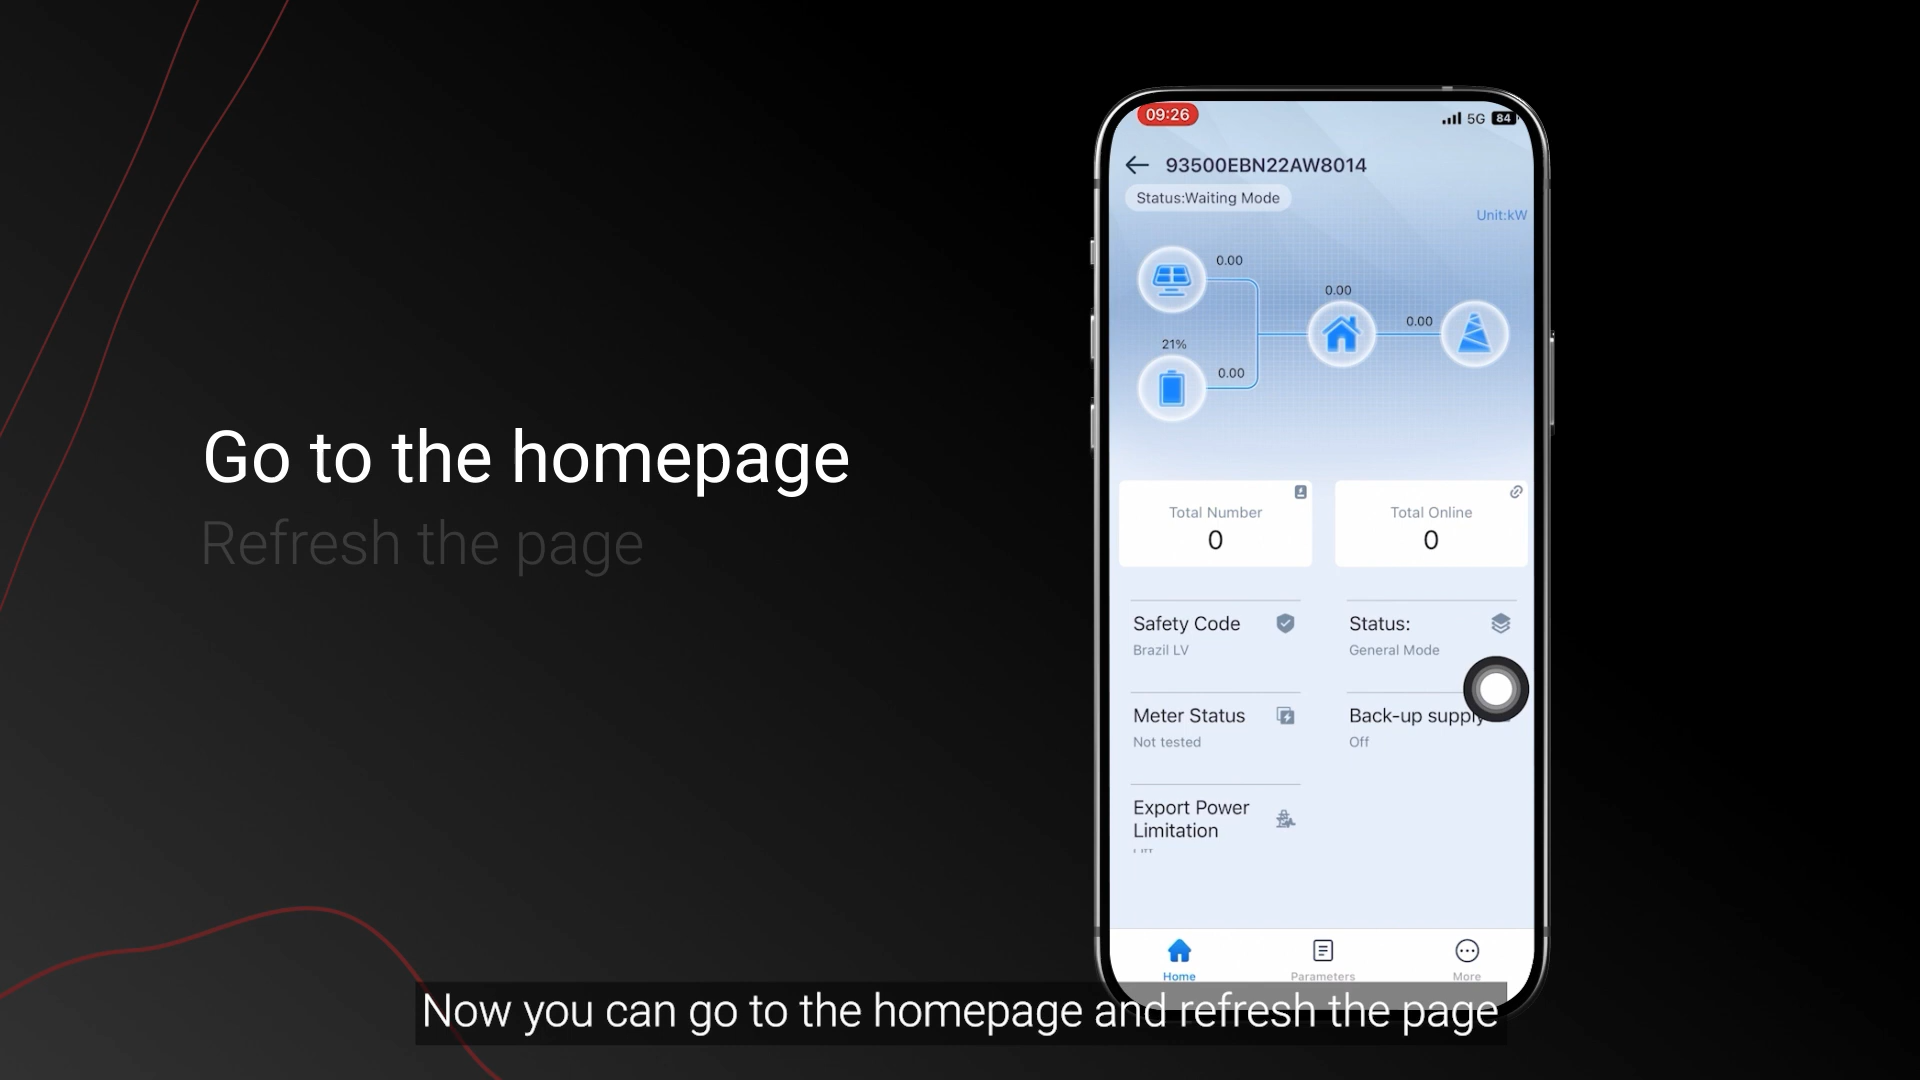 Go to the homepage
Refresh the page
09:26
5G 84
93500EBN22AW8014
Status:Waiting Mode
Unit:kW
0.00
0.00
0.00
21%
0.00
Total Number
0
Total Online
0
Safety Code
Brazil LV
Status:
General Mode
Meter Status
Not tested
Back-up supply
Off
Export Power
Limitation
Home
Parameters
More
Now you can go to the homepage and refresh the page